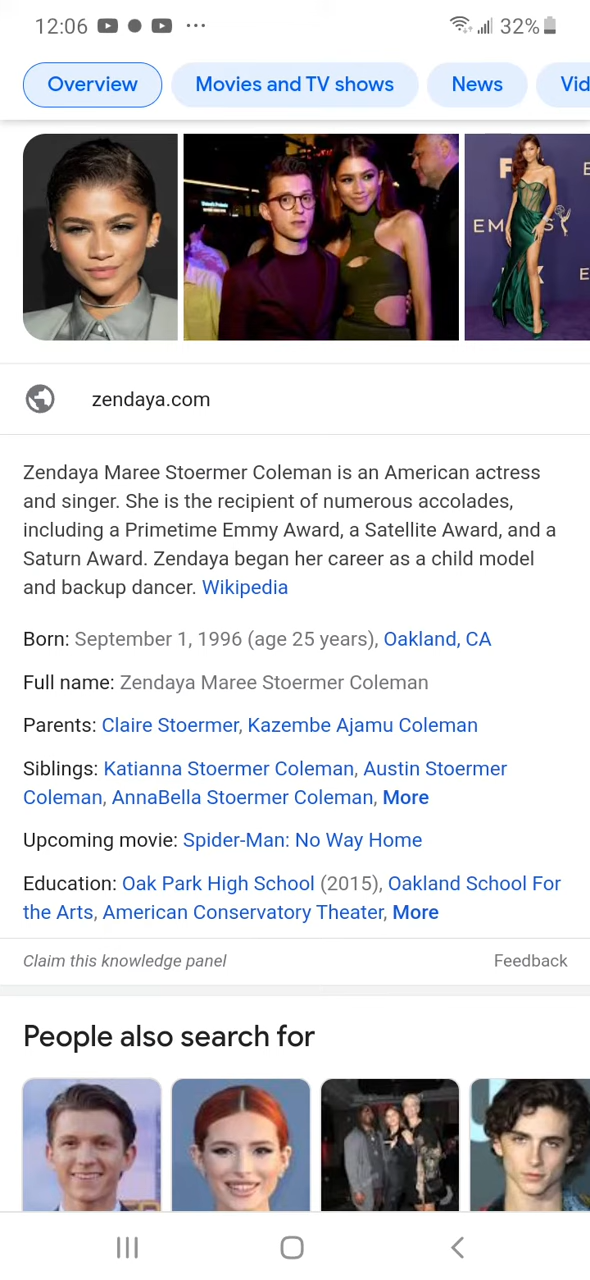 12:06 ... 32%
Overview Movies and TV shows News Vid
F E
EM S
X E
zendaya.com
Zendaya Maree Stoermer Coleman is an American actress
and singer. She is the recipient of numerous accolades,
including a Primetime Emmy Award, a Satellite Award, and a
Saturn Award. Zendaya began her career as a child model
and backup dancer. Wikipedia
Born: September 1, 1996 (age 25 years), Oakland, CA
Full name: Zendaya Maree Stoermer Coleman
Parents: Claire Stoermer, Kazembe Ajamu Coleman
Siblings: Katianna Stoermer Coleman, Austin Stoermer
Coleman, AnnaBella Stoermer Coleman, More
Upcoming movie: Spider-Man: No Way Home
Education: Oak Park High School (2015), Oakland School For
the Arts, American Conservatory Theater, More
Claim this knowledge panel Feedback
People also search for